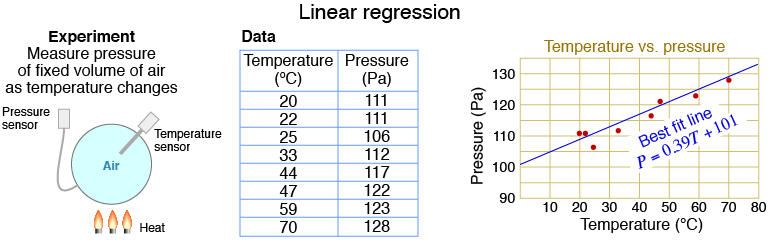 Linear regression
Experiment
Measure pressure
of fixed volume of air
as temperature changes
Pressure
sensor
Temperature
sensor
Air
Heat
Data
Temperature Pressure
(ºC) (Pa)
20 111
22 111
25 106
33 112
44 117
47 122
59 123
70 128
Temperature vs. pressure
Pressure (Pa)
130
120
110
100
90
Best fit line
P = 0.39T + 101
10 20 30 40 50 60 70 80
Temperature (°C)